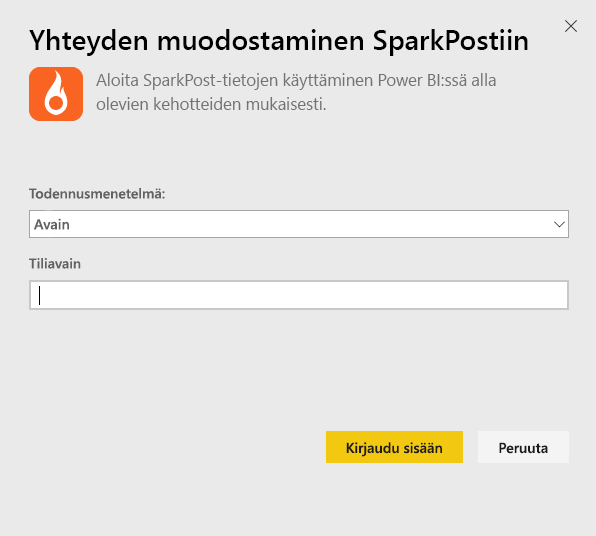 Yhteyden muodostaminen SparkPostiin
Aloita SparkPost-tietojen käyttäminen Power BI:ssä alla
olevien kehotteiden mukaisesti.
Todennusmenetelmä:
Avain
Tiliavain
Kirjaudu sisään
Peruuta